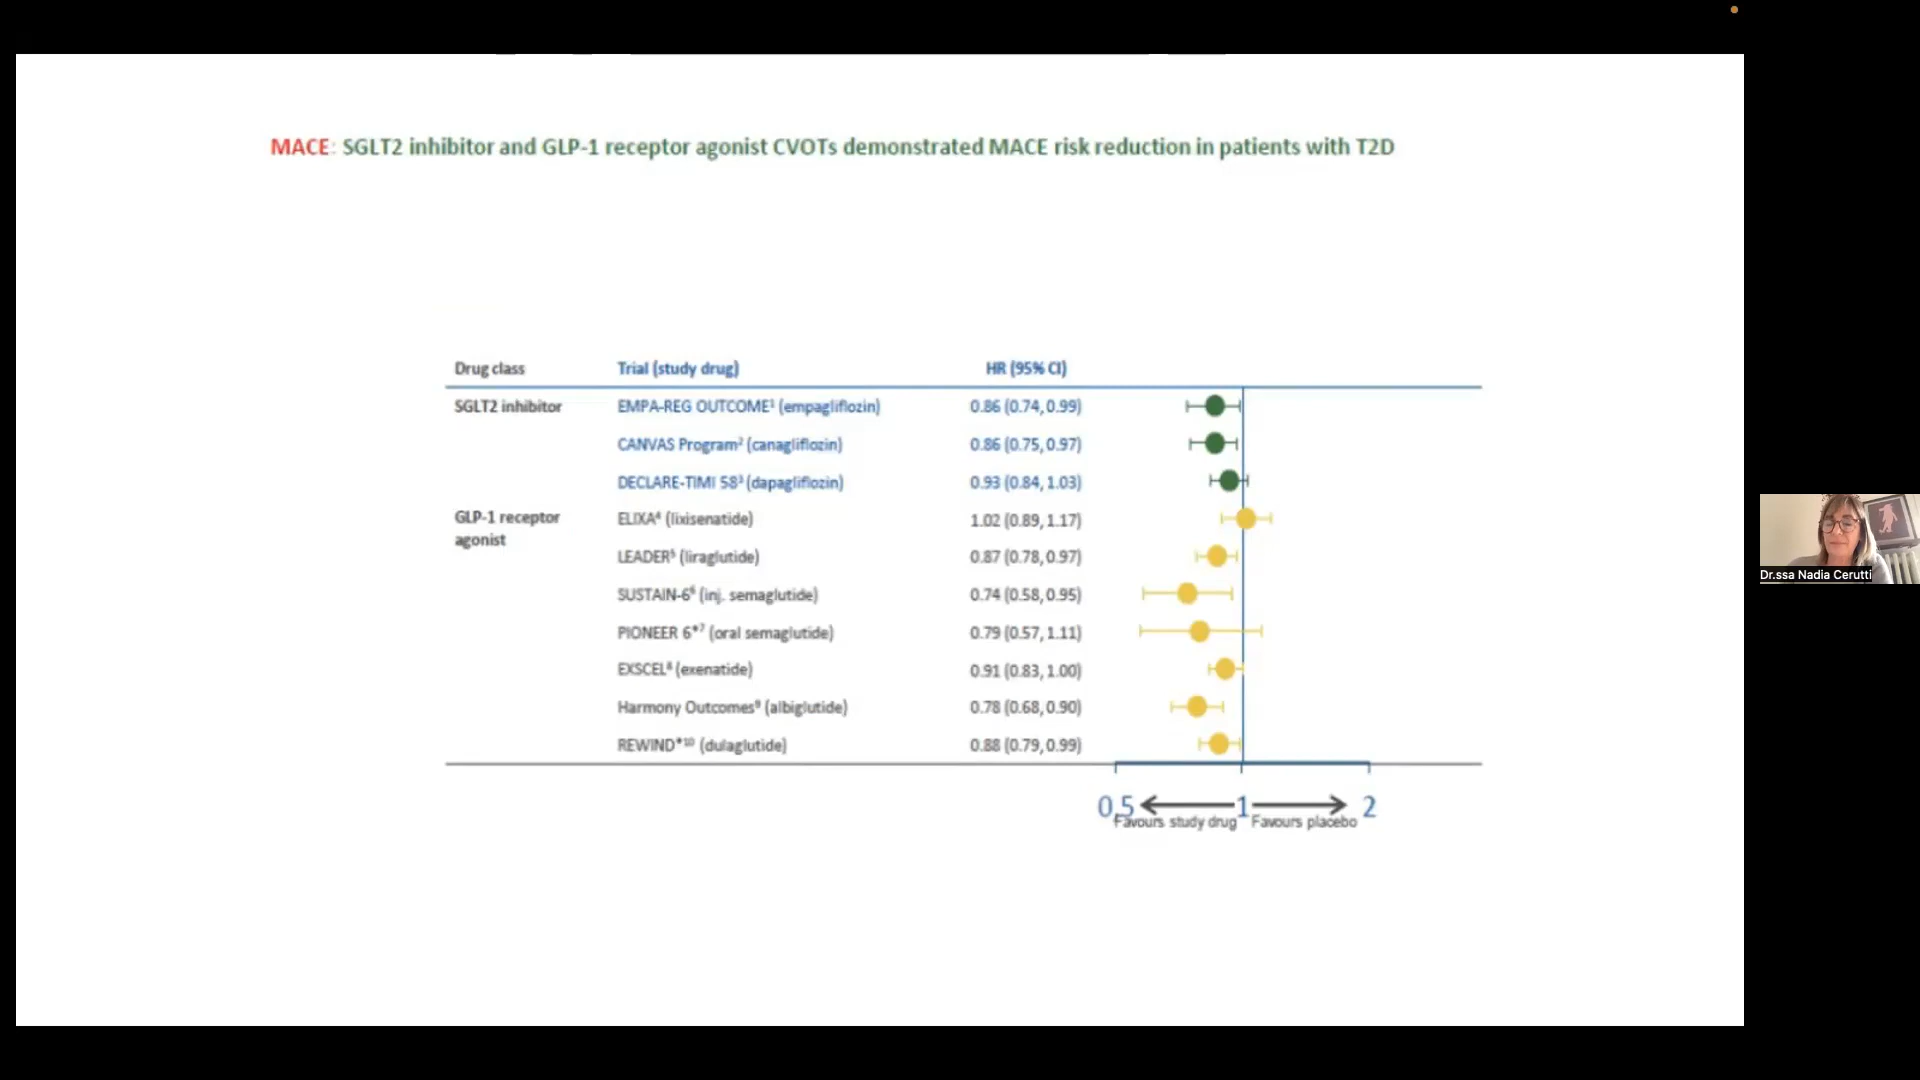 MACE: SGLT2 inhibitor and GLP-1 receptor agonist CVOTs demonstrated MACE risk reduction in patients with T2D
Drug class Trial (study drug) HR (95% CI)
SGLT2 inhibitor EMPA-REG OUTCOME¹ (empagliflozin) 0.86 (0.74, 0.99)
CANVAS Program² (canagliflozin) 0.86 (0.75, 0.97)
DECLARE-TIMI 58³ (dapagliflozin) 0.93 (0.84, 1.03)
GLP-1 receptor agonist ELIXA⁴ (lixisenatide) 1.02 (0.89, 1.17)
LEADER⁵ (liraglutide) 0.87 (0.78, 0.97)
SUSTAIN-6⁶ (inj. semaglutide) 0.74 (0.58, 0.95)
PIONEER 6*⁷ (oral semaglutide) 0.79 (0.57, 1.11)
EXSCEL⁸ (exenatide) 0.91 (0.83, 1.00)
Harmony Outcomes⁹ (albiglutide) 0.78 (0.68, 0.90)
REWIND*¹⁰ (dulaglutide) 0.88 (0.79, 0.99)
0.5 1 2
Favours study drug Favours placebo
Dr.ssa Nadia Cerutti